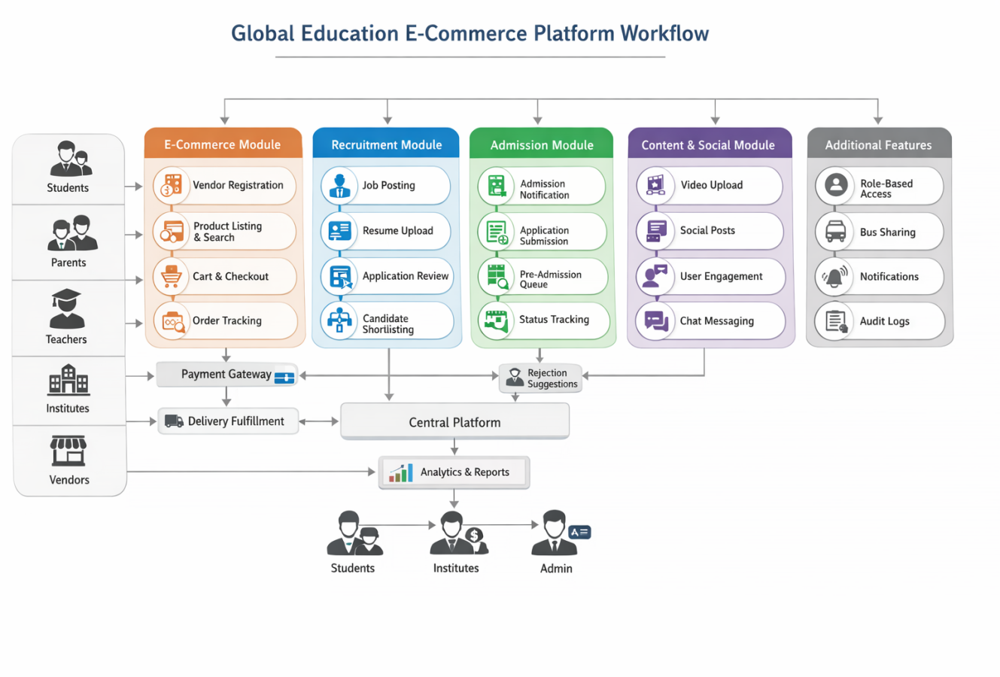 Global Education E-Commerce Platform Workflow
Students
Parents
Teachers
Institutes
Vendors
E-Commerce Module
Vendor Registration
Product Listing
& Search
Cart & Checkout
Order Tracking
Recruitment Module
Job Posting
Resume Upload
Application Review
Candidate
Shortlisting
Admission Module
Admission
Notification
Application
Submission
Pre-Admission
Queue
Status Tracking
Content & Social Module
Video Upload
Social Posts
User Engagement
Chat Messaging
Additional Features
Role-Based
Access
Bus Sharing
Notifications
Audit Logs
Payment Gateway
Rejection
Suggestions
Delivery Fulfillment
Central Platform
Analytics & Reports
$
A
Students
Institutes
Admin